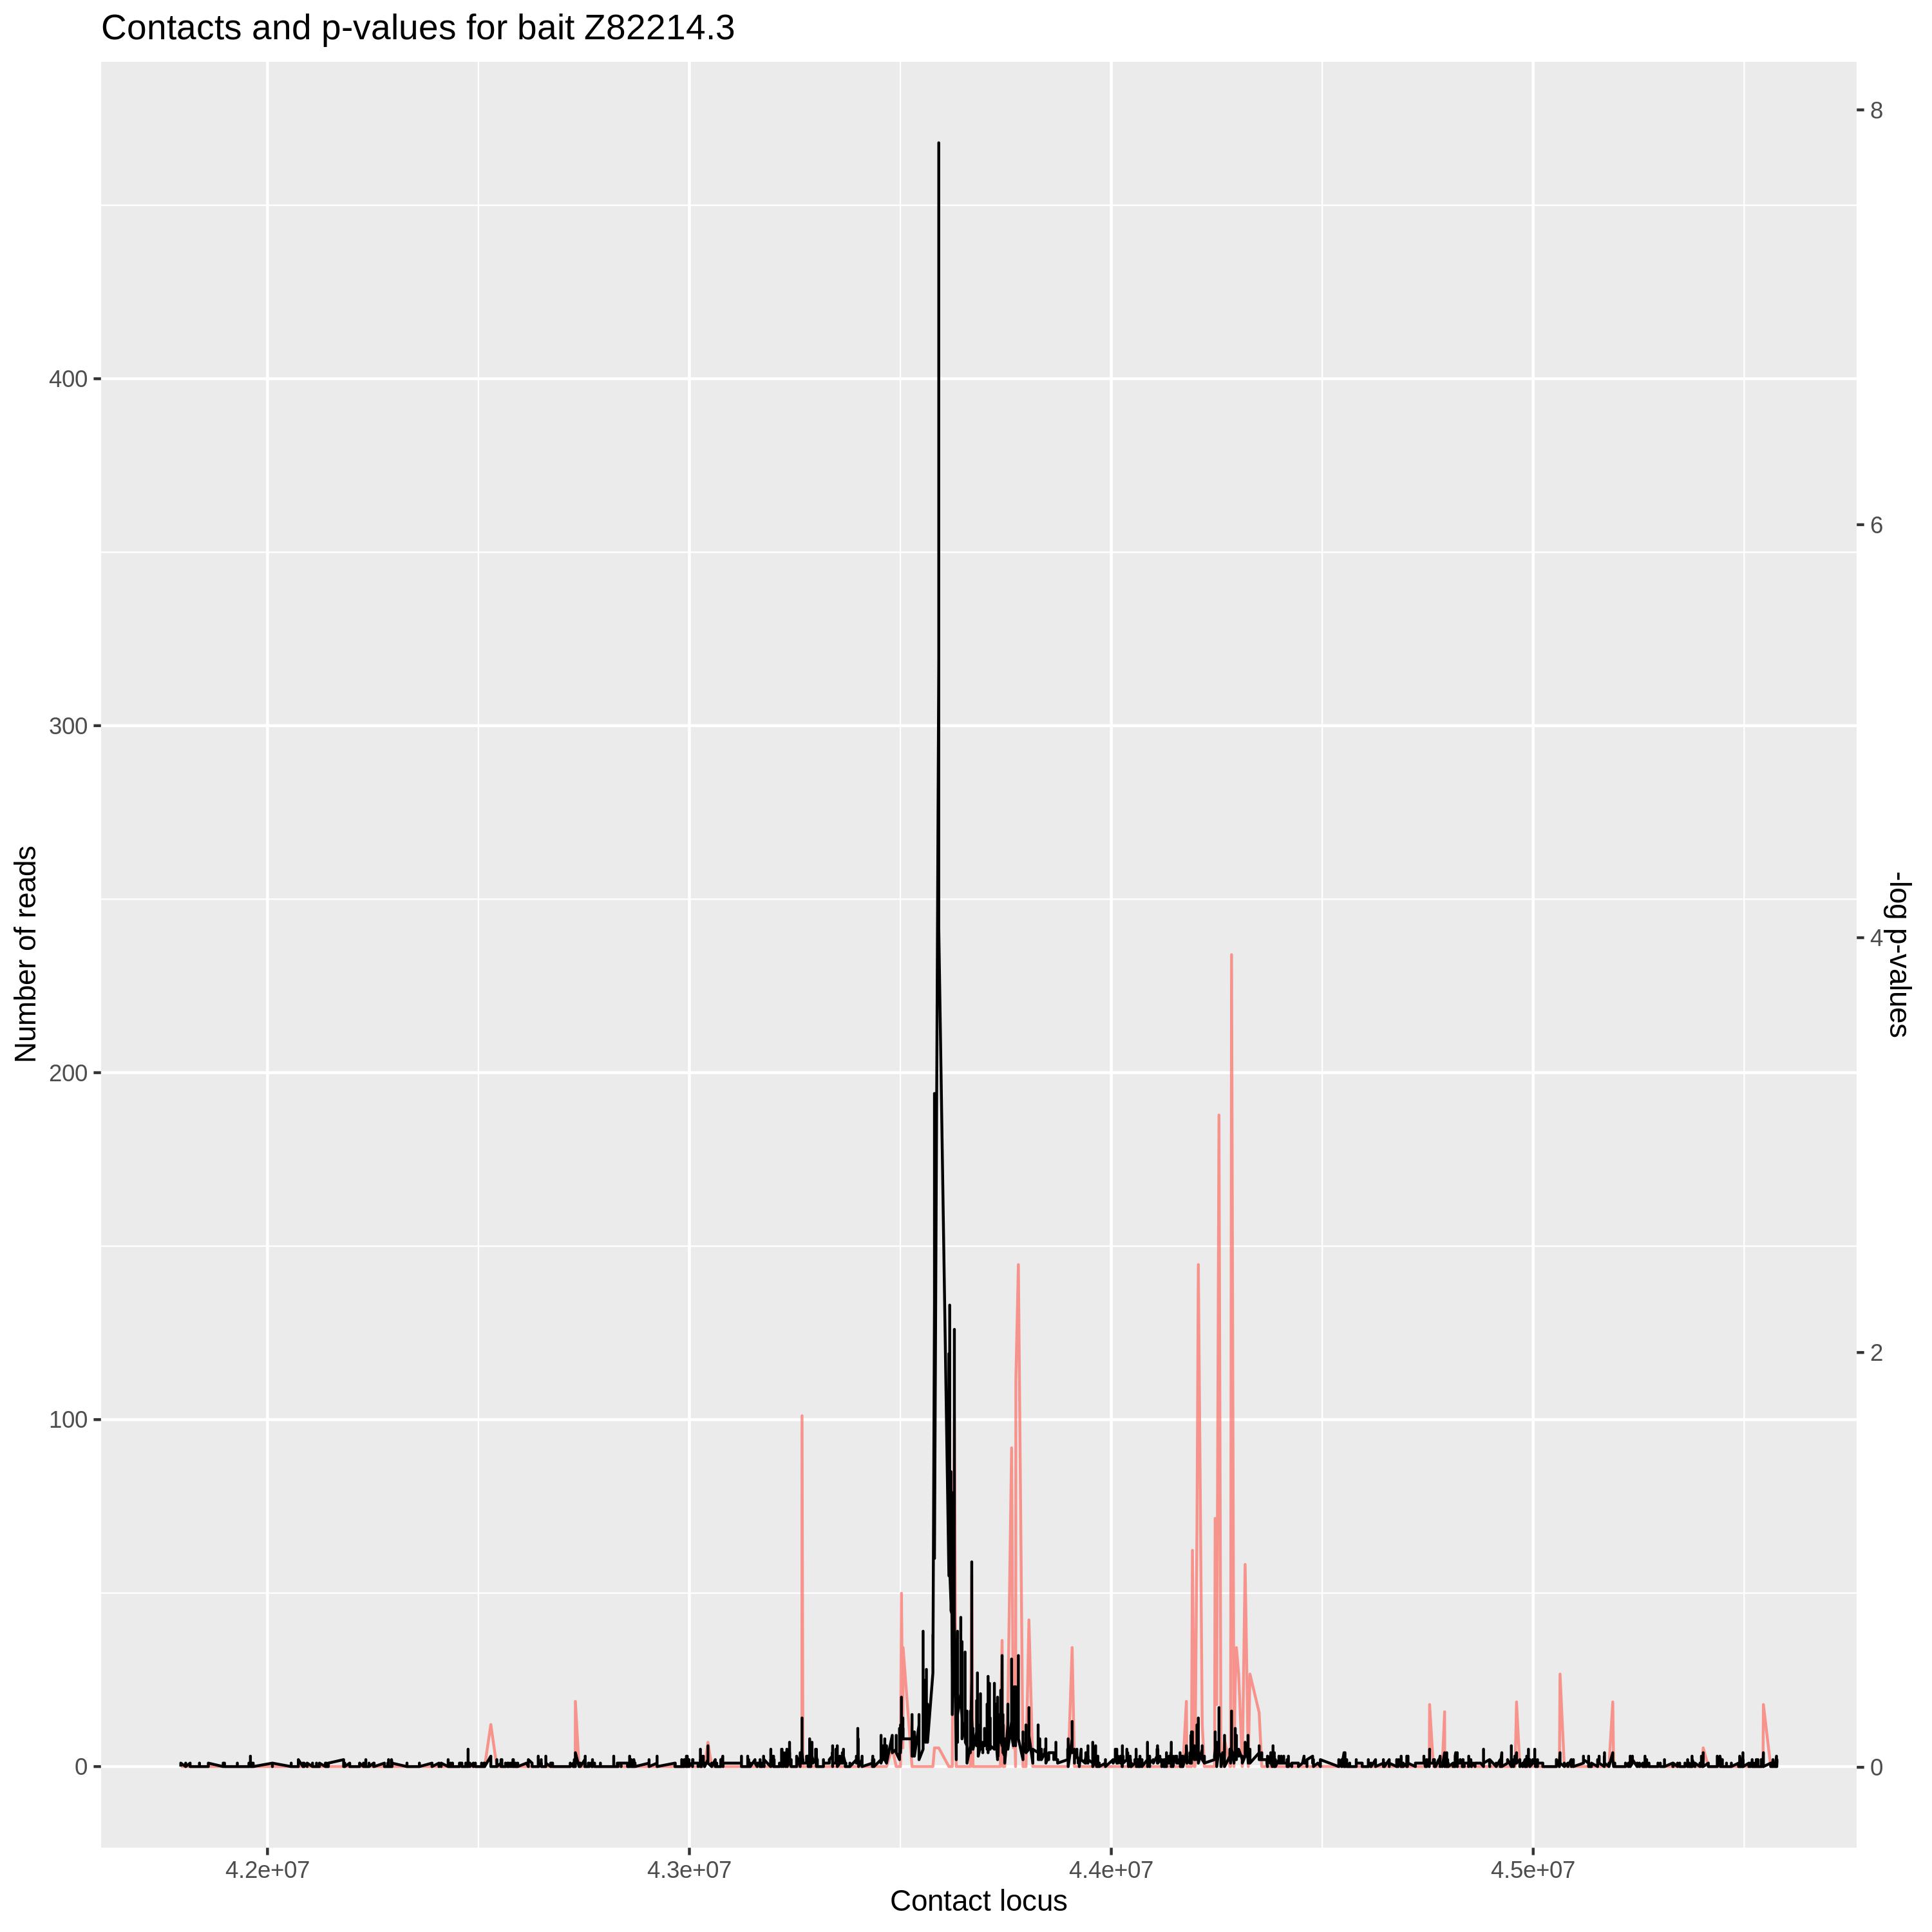 Contacts and p-values for bait Z82214.3
8
6
4
2
0
400
300
200
100
0
Number of reads
-log p-values
4.2e+07 4.3e+07 4.4e+07 4.5e+07
Contact locus